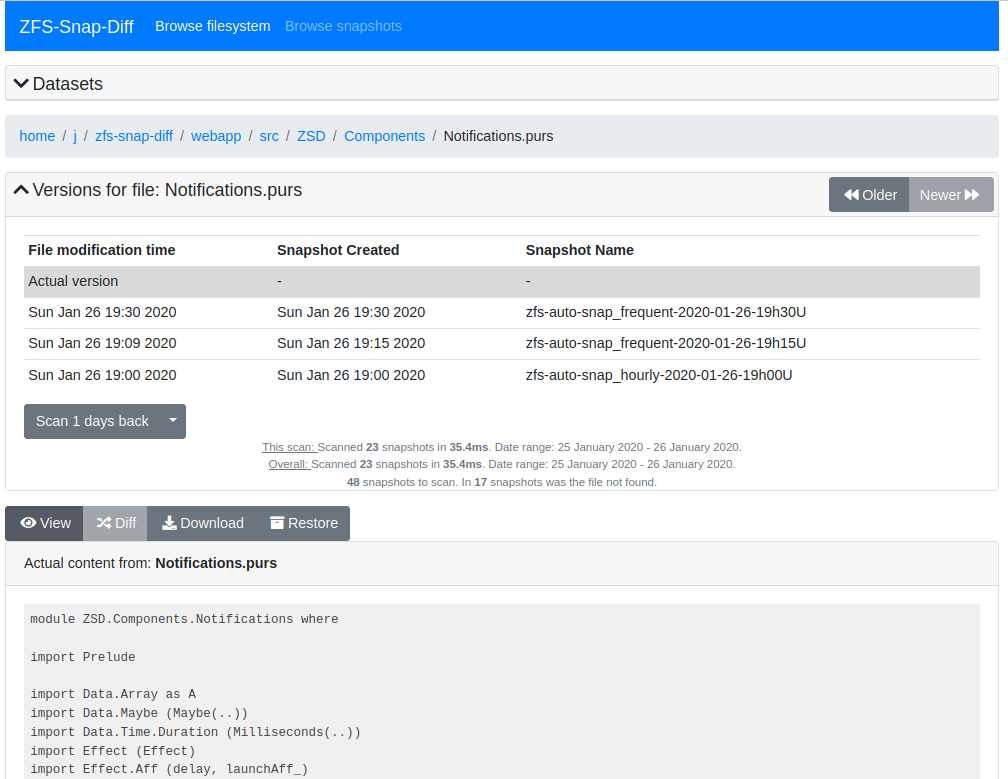 ZFS-Snap-Diff Browse filesystem Browse snapshots
Datasets
home / j / zfs-snap-diff / webapp / src / ZSD / Components / Notifications.purs
Versions for file: Notifications.purs
Older Newer
File modification time Snapshot Created Snapshot Name
Actual version - -
Sun Jan 26 19:30 2020 Sun Jan 26 19:30 2020 zfs-auto-snap_frequent-2020-01-26-19h30U
Sun Jan 26 19:09 2020 Sun Jan 26 19:15 2020 zfs-auto-snap_frequent-2020-01-26-19h15U
Sun Jan 26 19:00 2020 Sun Jan 26 19:00 2020 zfs-auto-snap_hourly-2020-01-26-19h00U
Scan 1 days back
This scan: Scanned 23 snapshots in 35.4ms. Date range: 25 January 2020 - 26 January 2020.
Overall: Scanned 23 snapshots in 35.4ms. Date range: 25 January 2020 - 26 January 2020.
48 snapshots to scan. In 17 snapshots was the file not found.
View Diff Download Restore
Actual content from: Notifications.purs
module ZSD.Components.Notifications where
import Prelude
import Data.Array as A
import Data.Maybe (Maybe(..))
import Data.Time.Duration (Milliseconds(..))
import Effect (Effect)
import Effect.Aff (delay, launchAff_)